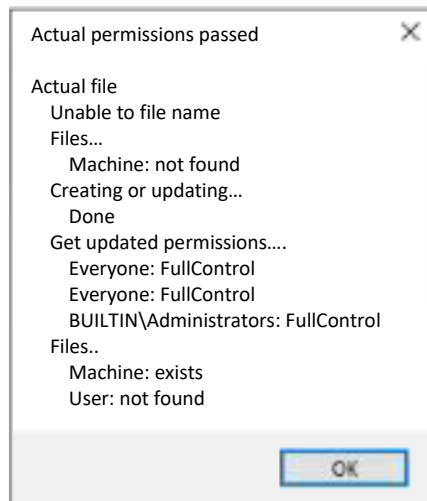 Actual permissions passed
Actual file
Unable to file name
Files…
Machine: not found
Creating or updating…
Done
Get updated permissions….
Everyone: FullControl
Everyone: FullControl
BUILTIN\Administrators: FullControl
Files..
Machine: exists
User: not found
OK